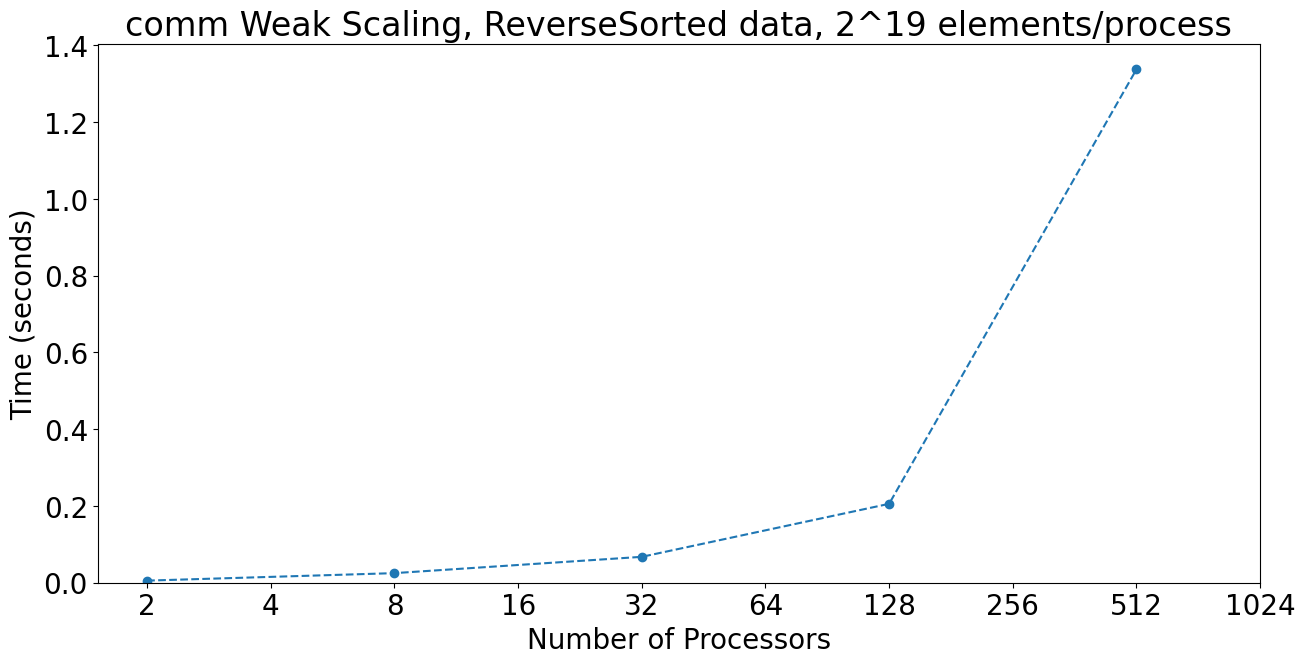 comm Weak Scaling, ReverseSorted data, 2^19 elements/process
1.4
1.2
1.0
0.8
0.6
0.4
0.2
0.0
Time (seconds)
2 4 8 16 32 64 128 256 512 1024
Number of Processors